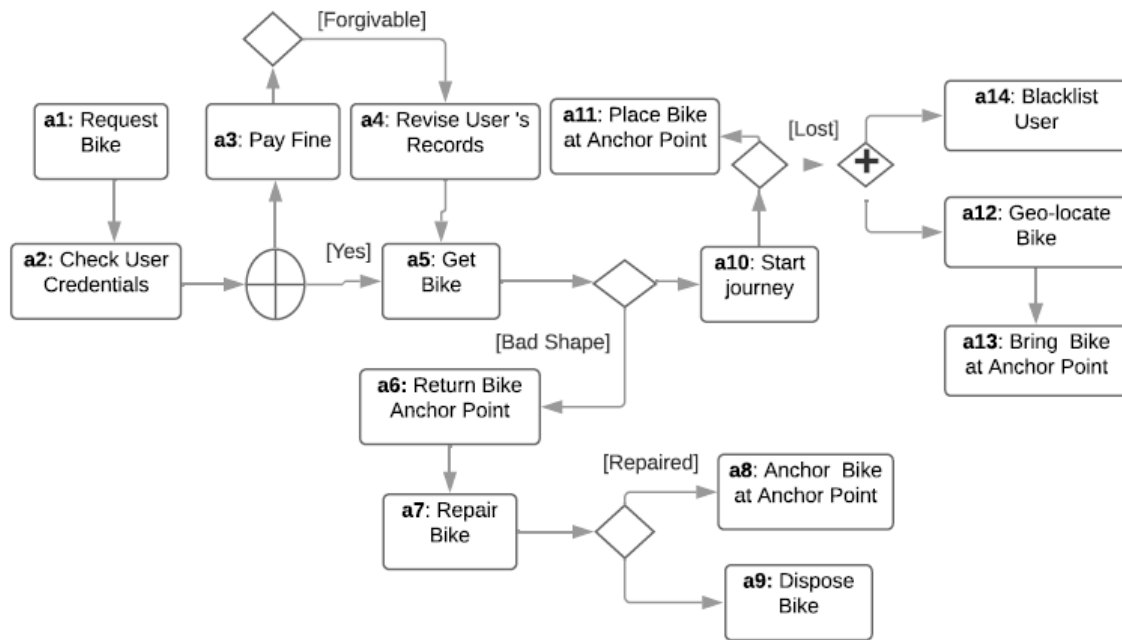 [Forgivable]
a1: Request
Bike
a3: Pay Fine
a4: Revise User 's
Records
a11: Place Bike
at Anchor Point
[Lost]
a14: Blacklist
User
a2: Check User
Credentials
[Yes]
a5: Get
Bike
a10: Start
journey
a12: Geo-locate
Bike
[Bad Shape]
a13: Bring Bike
at Anchor Point
a6: Return Bike
Anchor Point
[Repaired]
a8: Anchor Bike
at Anchor Point
a7: Repair
Bike
a9: Dispose
Bike